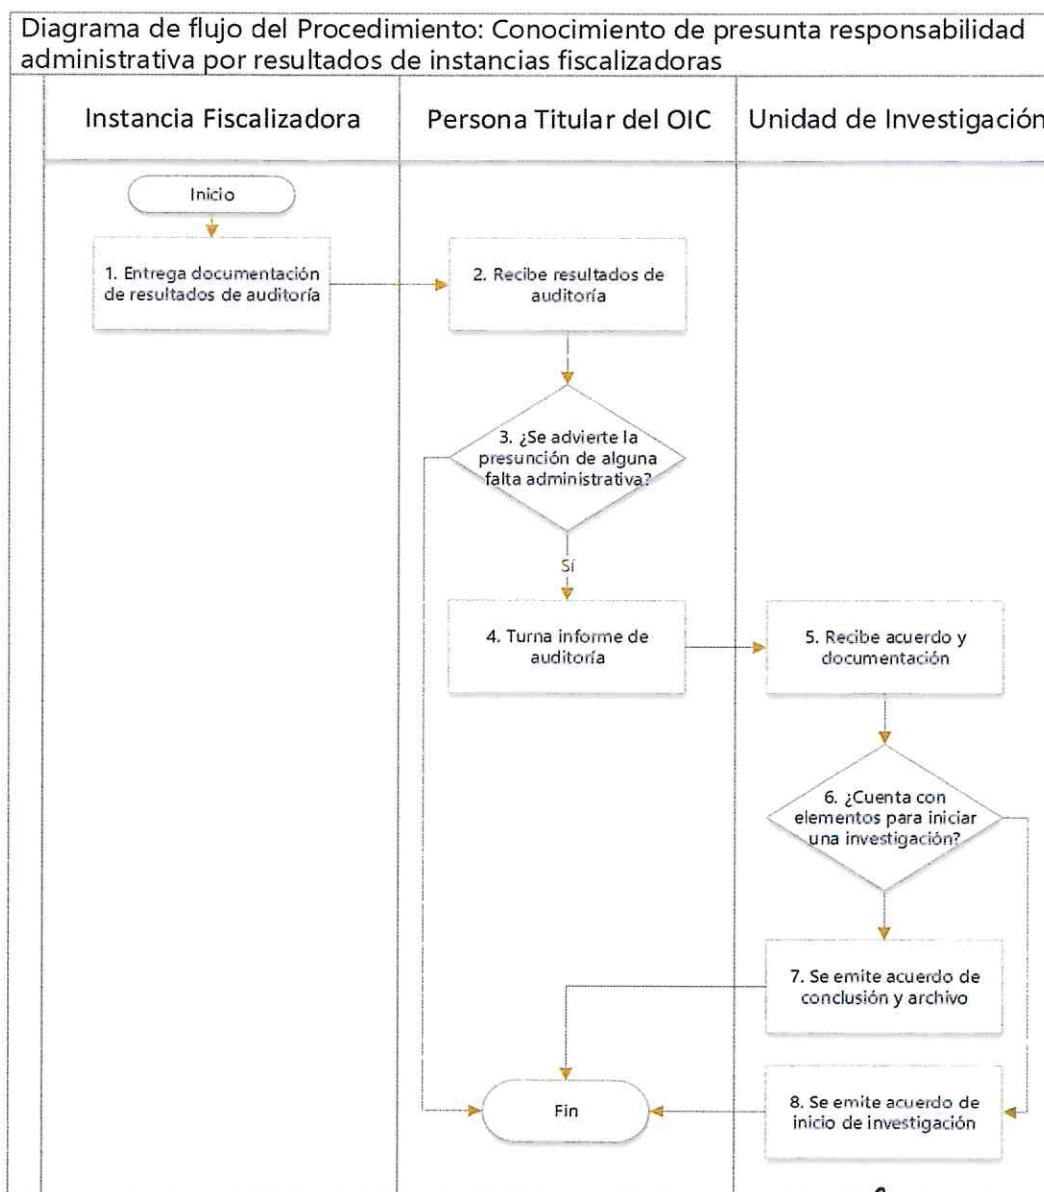 Diagrama de flujo del Procedimiento: Conocimiento de presunta responsabilidad
administrativa por resultados de instancias fiscalizadoras
Instancia Fiscalizadora
Persona Titular del OIC
Unidad de Investigación
Inicio
1. Entrega documentación
de resultados de auditoría
2. Recibe resultados de
auditoría
3. ¿Se advierte la
presunción de alguna
falta administrativa?
Sí
4. Turna informe de
auditoría
5. Recibe acuerdo y
documentación
6. ¿Cuenta con
elementos para iniciar
una investigación?
7. Se emite acuerdo de
conclusión y archivo
8. Se emite acuerdo de
inicio de investigación
Fin